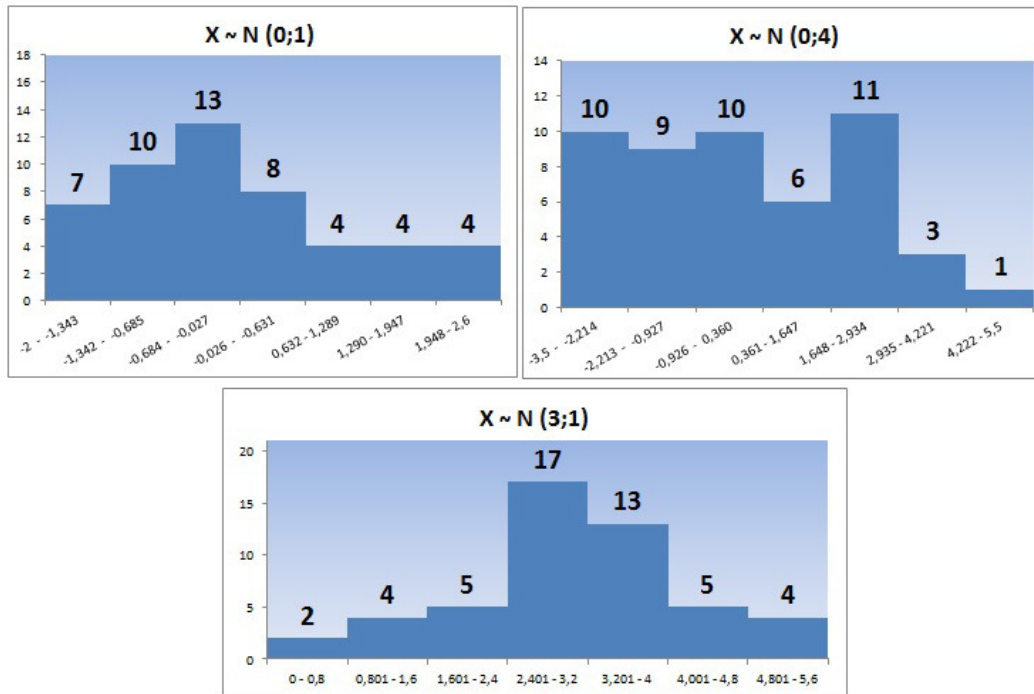 X ~ N (0;1)
18
16
14
12
10
8
6
4
2
0
7
10
13
8
4
4
4
-2 - -1,343
-1,342 - -0,685
-0,684 - -0,027
-0,026 - -0,631
0,632 - 1,289
1,290 - 1,947
1,948 - 2,6
X ~ N (0;4)
14
12
10
8
6
4
2
0
10
9
10
6
11
3
1
-3,5 - -2,214
-2,213 - -0,927
-0,926 - 0,360
0,361 - 1,647
1,648 - 2,934
2,935 - 4,221
4,222 - 5,5
X ~ N (3;1)
20
15
10
5
0
2
4
5
17
13
5
4
0 - 0,8
0,801 - 1,6
1,601 - 2,4
2,401 - 3,2
3,201 - 4
4,001 - 4,8
4,801 - 5,6